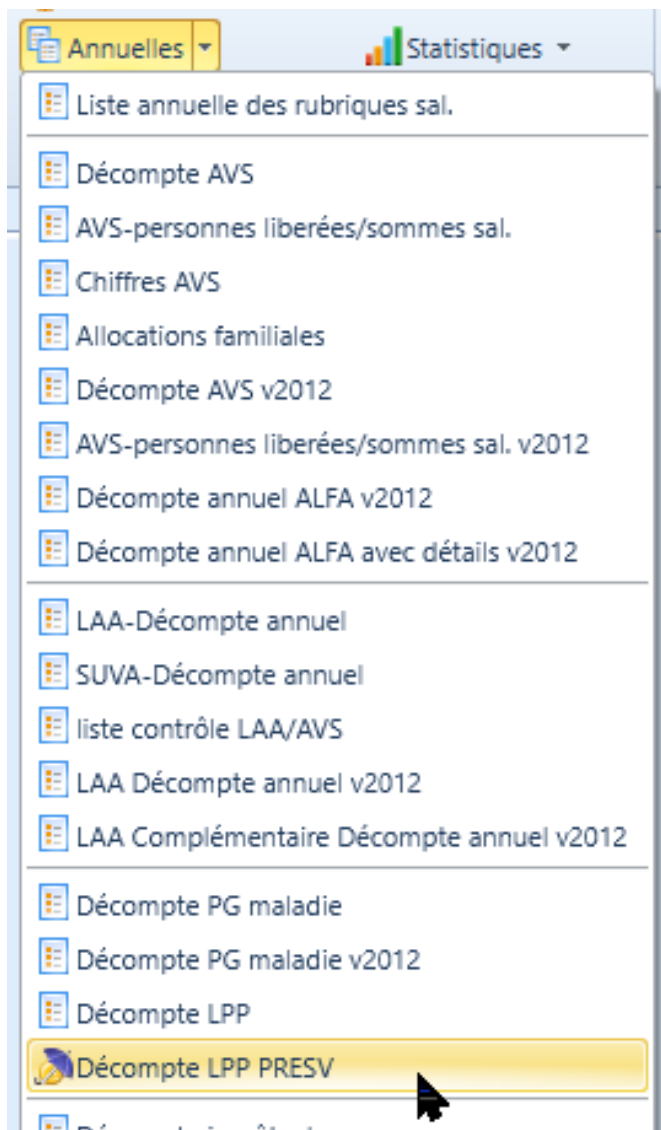 Annuelles
Statistiques
Liste annuelle des rubriques sal.
Décompte AVS
AVS-personnes liberées/sommes sal.
Chiffres AVS
Allocations familiales
Décompte AVS v2012
AVS-personnes liberées/sommes sal. v2012
Décompte annuel ALFA v2012
Décompte annuel ALFA avec détails v2012
LAA-Décompte annuel
SUVA-Décompte annuel
liste contrôle LAA/AVS
LAA Décompte annuel v2012
LAA Complémentaire Décompte annuel v2012
Décompte PG maladie
Décompte PG maladie v2012
Décompte LPP
Décompte LPP PRESV